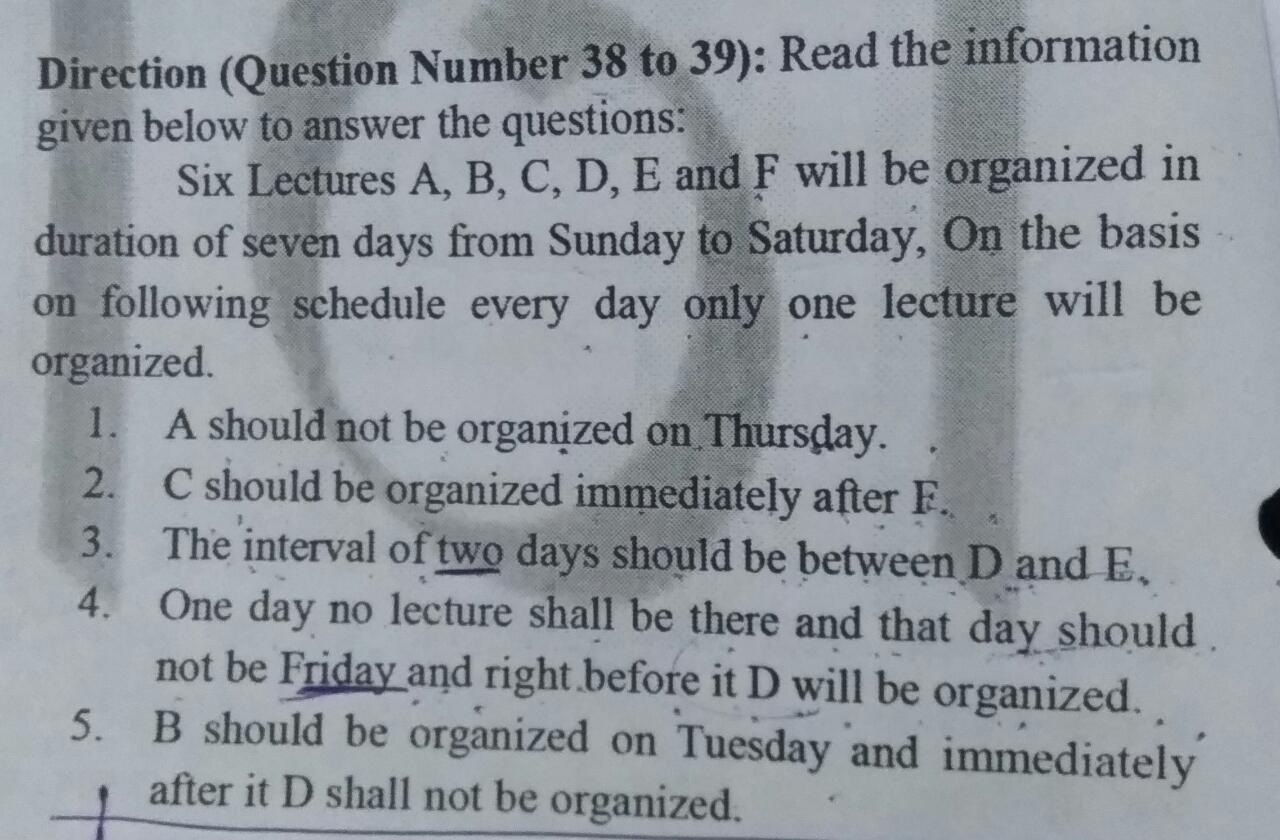 Direction (Question Number 38 to 39): Read the information
given below to answer the questions:
Six Lectures A, B, C, D, E and F will be organized in
duration of seven days from Sunday to Saturday, On the basis
on following schedule every day only one lecture will be
organized.
1. A should not be organized on Thursday.
2. C should be organized immediately after F.
3. The interval of two days should be between D and E.
4. One day no lecture shall be there and that day should
not be Friday and right before it D will be organized.
5. B should be organized on Tuesday and immediately
after it D shall not be organized.